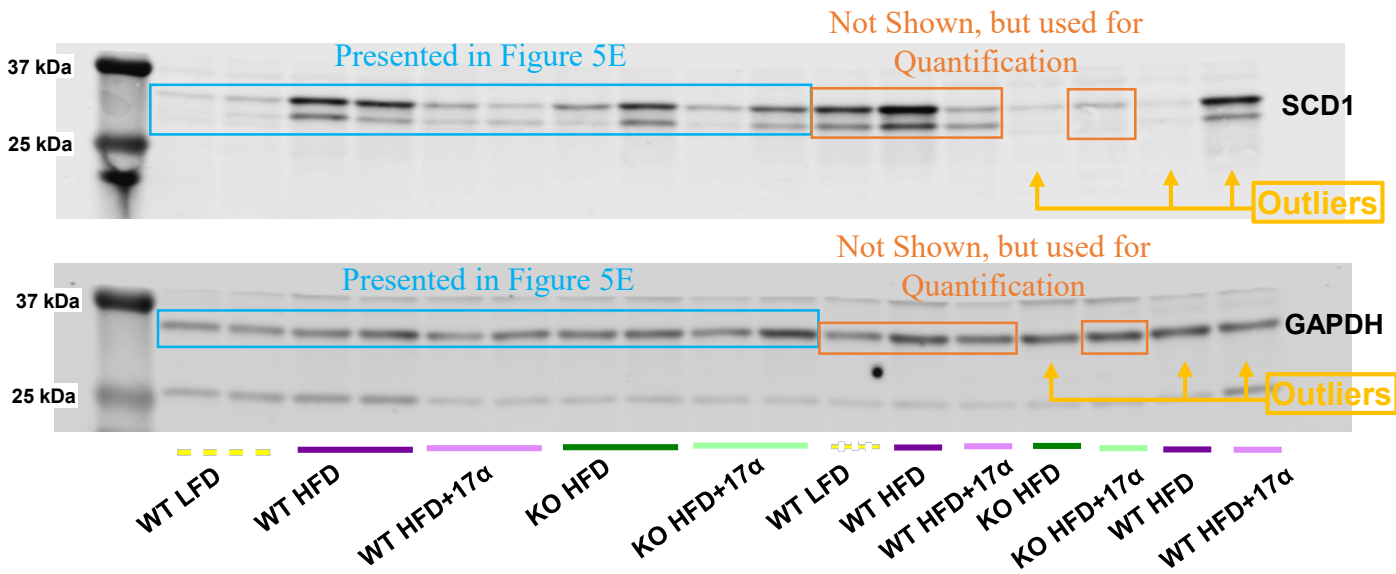 Not Shown, but used for
Quantification
Presented in Figure 5E
37 kDa
SCD1
25 kDa
Outliers
Not Shown, but used for
Quantification
Presented in Figure 5E
37 kDa
GAPDH
25 kDa
Outliers
WT LFD
WT HFD
WT HFD+17α
KO HFD
KO HFD+17α
WT LFD
WT HFD
WT HFD+17α
KO HFD
KO HFD+17α
WT HFD
WT HFD+17α